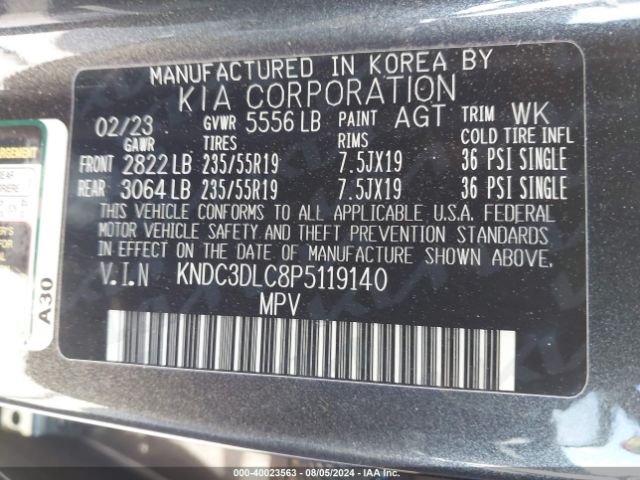 MANUFACTURED IN KOREA BY
KIA CORPORATION
02/23 GVWR 5556 LB PAINT AGT TRIM WK
GAWR TIRES RIMS COLD TIRE INFL
FRONT 2822 LB 235/55R19 7.5JX19 36 PSI SINGLE
REAR 3064 LB 235/55R19 7.5JX19 36 PSI SINGLE
THIS VEHICLE CONFORMS TO ALL APPLICABLE U.S.A. FEDERAL
MOTOR VEHICLE SAFETY AND THEFT PREVENTION STANDARDS
IN EFFECT ON THE DATE OF MANUFACTURE SHOWN ABOVE.
V.I.N KNDC3DLC8P5119140
MPV
A30
000-40023563 - 08/05/2024 - IAA Inc.